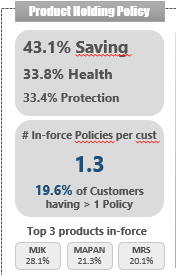 Product Holding Policy
43.1% Saving
33.8% Health
33.4% Protection
# In-force Policies per cust
1.3
19.6% of Customers
having > 1 Policy
Top 3 products in-force
MJK MAPAN MRS
28.1% 21.3% 20.1%